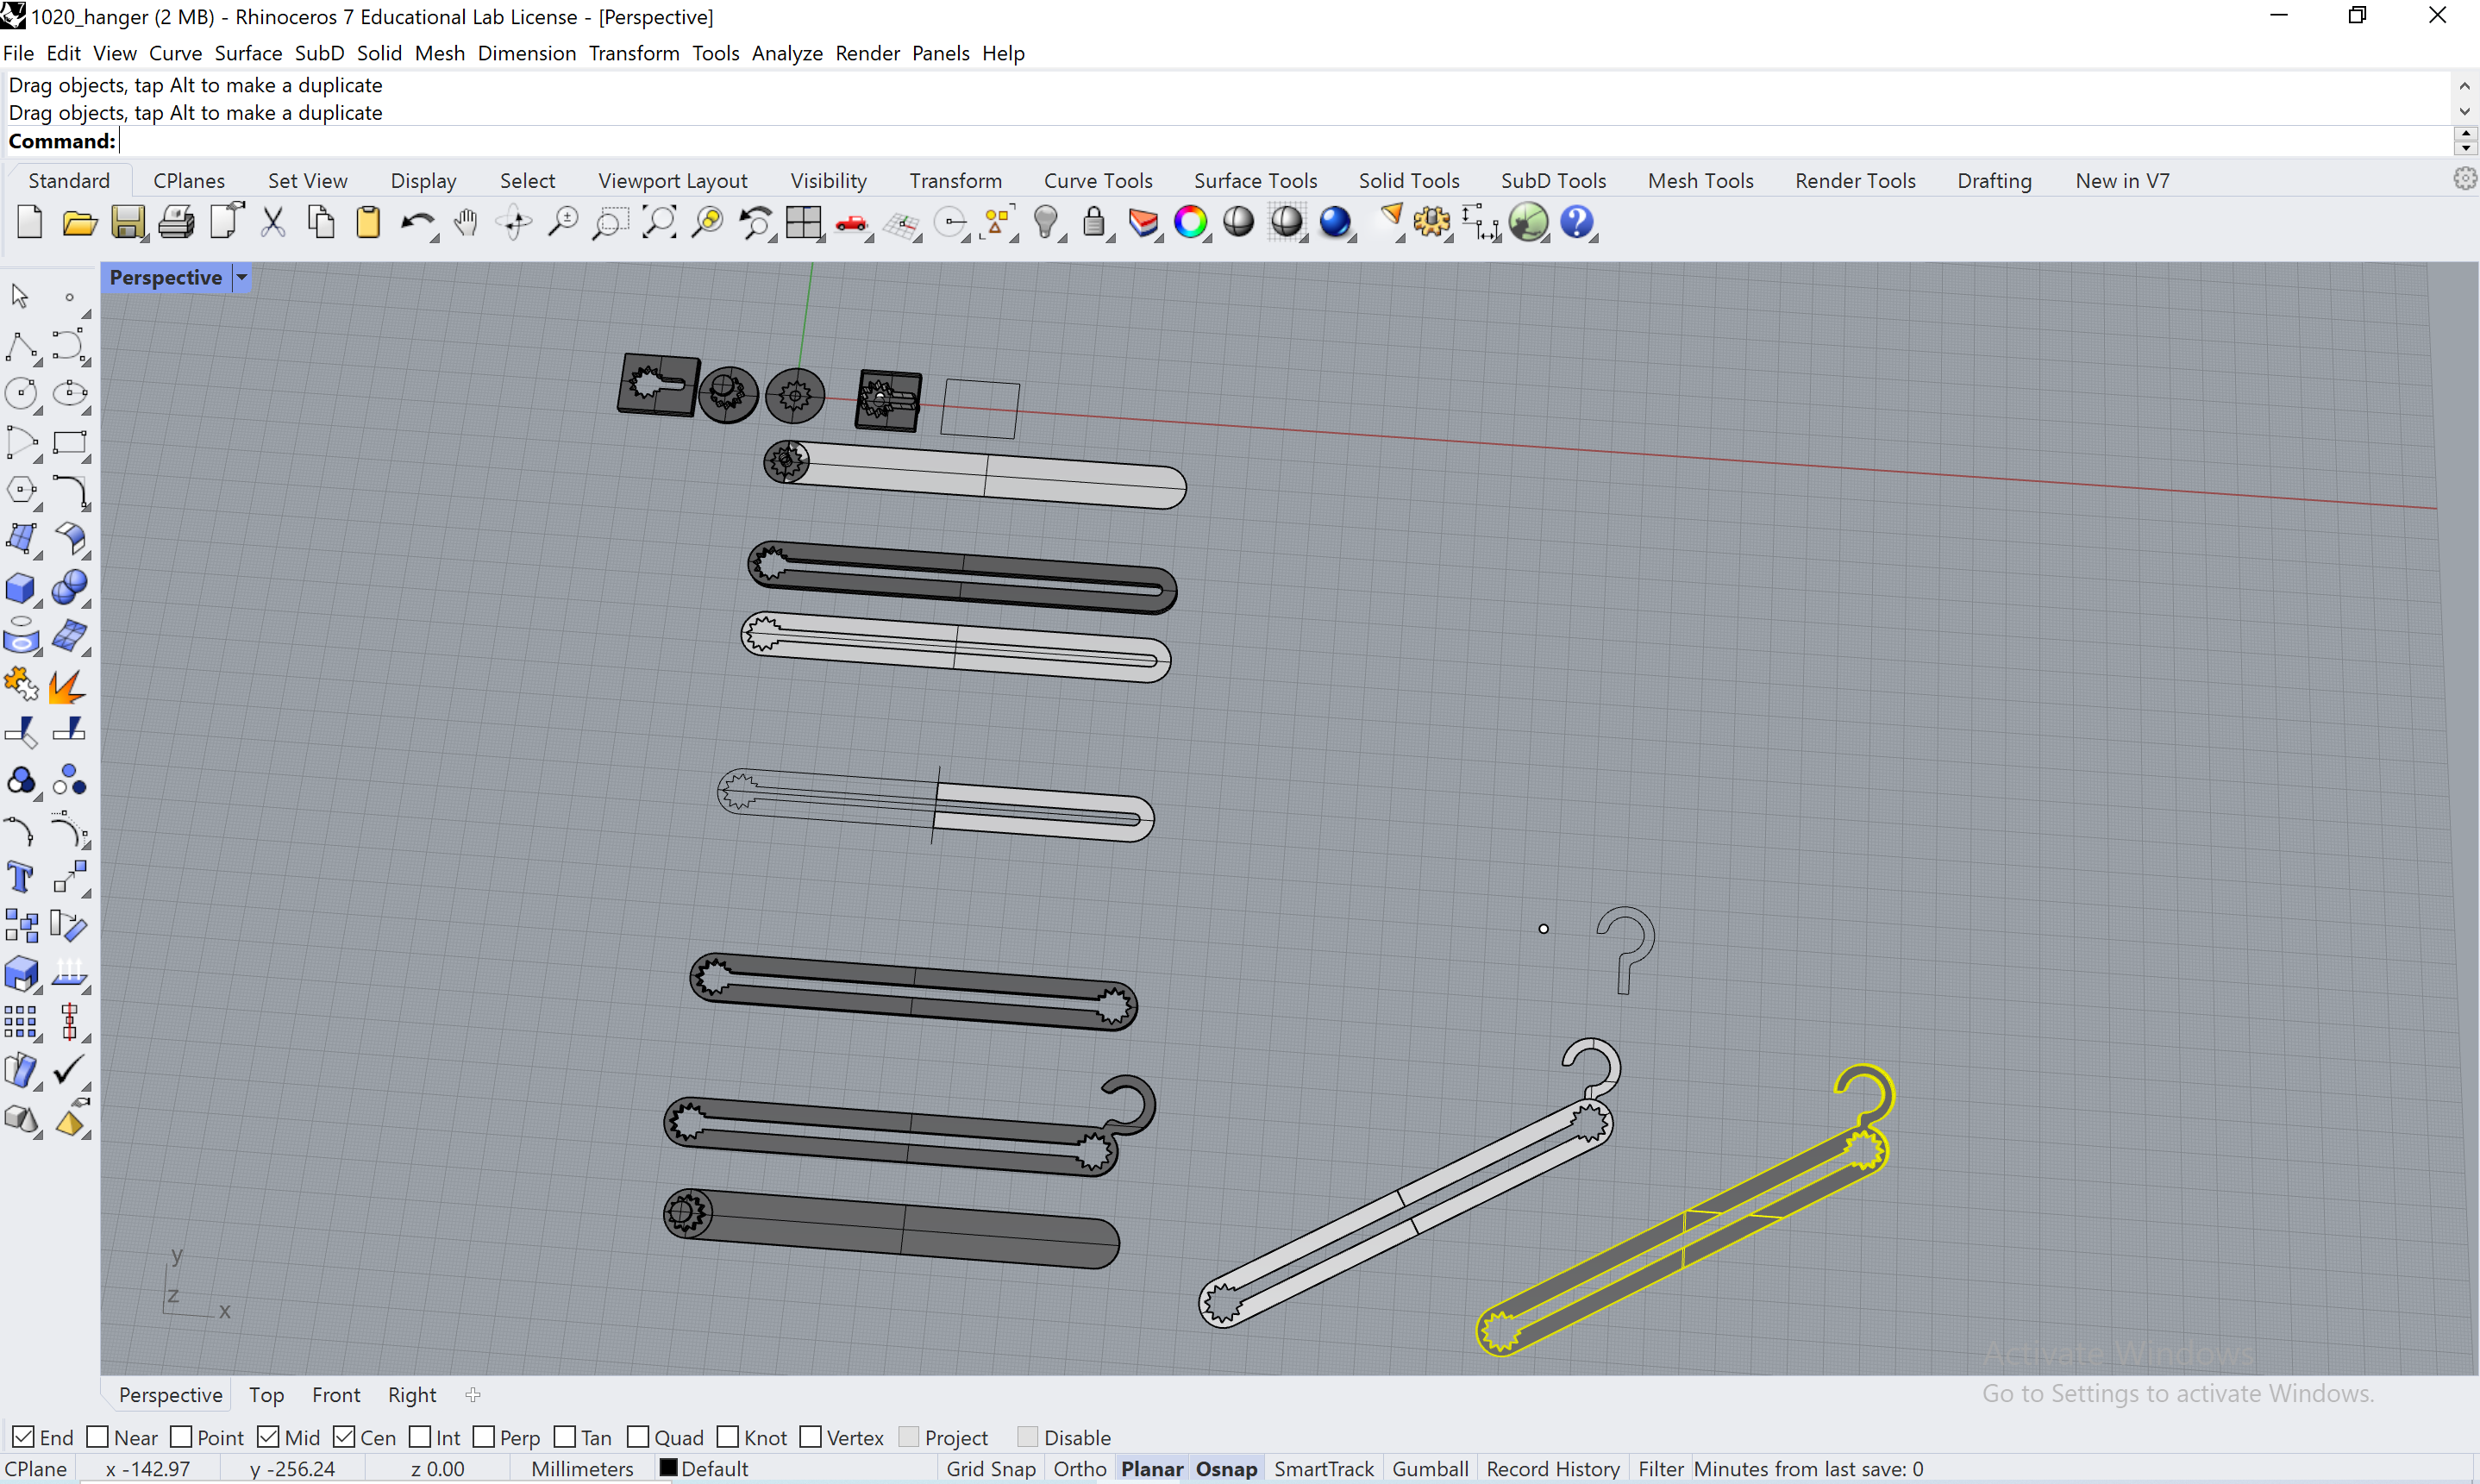 1020_hanger (2 MB) - Rhinoceros 7 Educational Lab License - [Perspective]
File Edit View Curve Surface SubD Solid Mesh Dimension Transform Tools Analyze Render Panels Help
Drag objects, tap Alt to make a duplicate
Drag objects, tap Alt to make a duplicate
Command:
Standard CPlanes Set View Display Select Viewport Layout Visibility Transform Curve Tools Surface Tools Solid Tools SubD Tools Mesh Tools Render Tools Drafting New in V7
Perspective
y
z
x
Activate Windows
Go to Settings to activate Windows.
Perspective Top Front Right
End Near Point Mid Cen Int Perp Tan Quad Knot Vertex Project Disable
CPlane x -142.97 y -256.24 z 0.00 Millimeters Default Grid Snap Ortho Planar Osnap SmartTrack Gumball Record History Filter Minutes from last save: 0